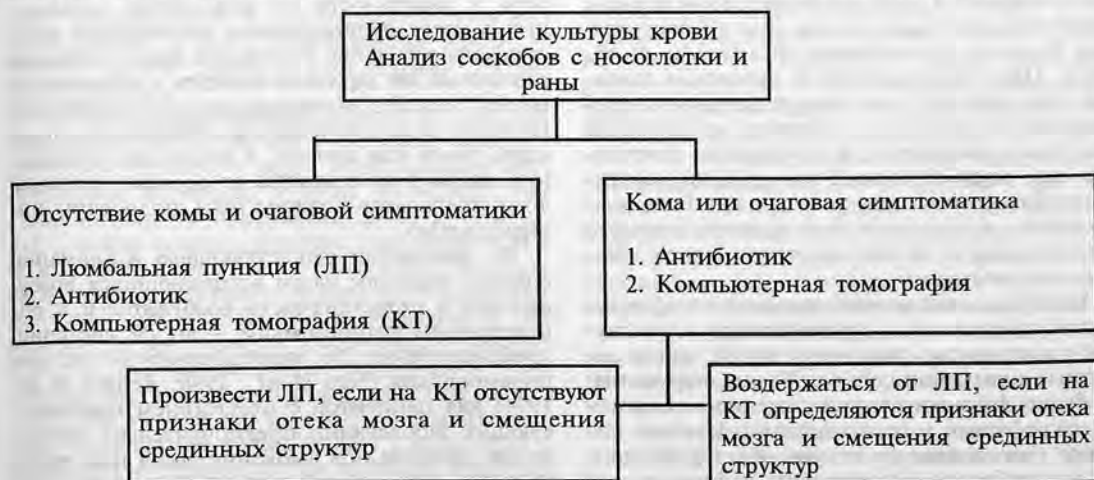 Исследование культуры крови
Анализ соскобов с носоглотки и
раны
Отсутствие комы и очаговой симптоматики
1. Люмбальная пункция (ЛП)
2. Антибиотик
3. Компьютерная томография (КТ)
Кома или очаговая симптоматика
1. Антибиотик
2. Компьютерная томография
Произвести ЛП, если на КТ отсутствуют
признаки отека мозга и смещения
срединных структур
Воздержаться от ЛП, если на
КТ определяются признаки отека
мозга и смещения срединных
структур